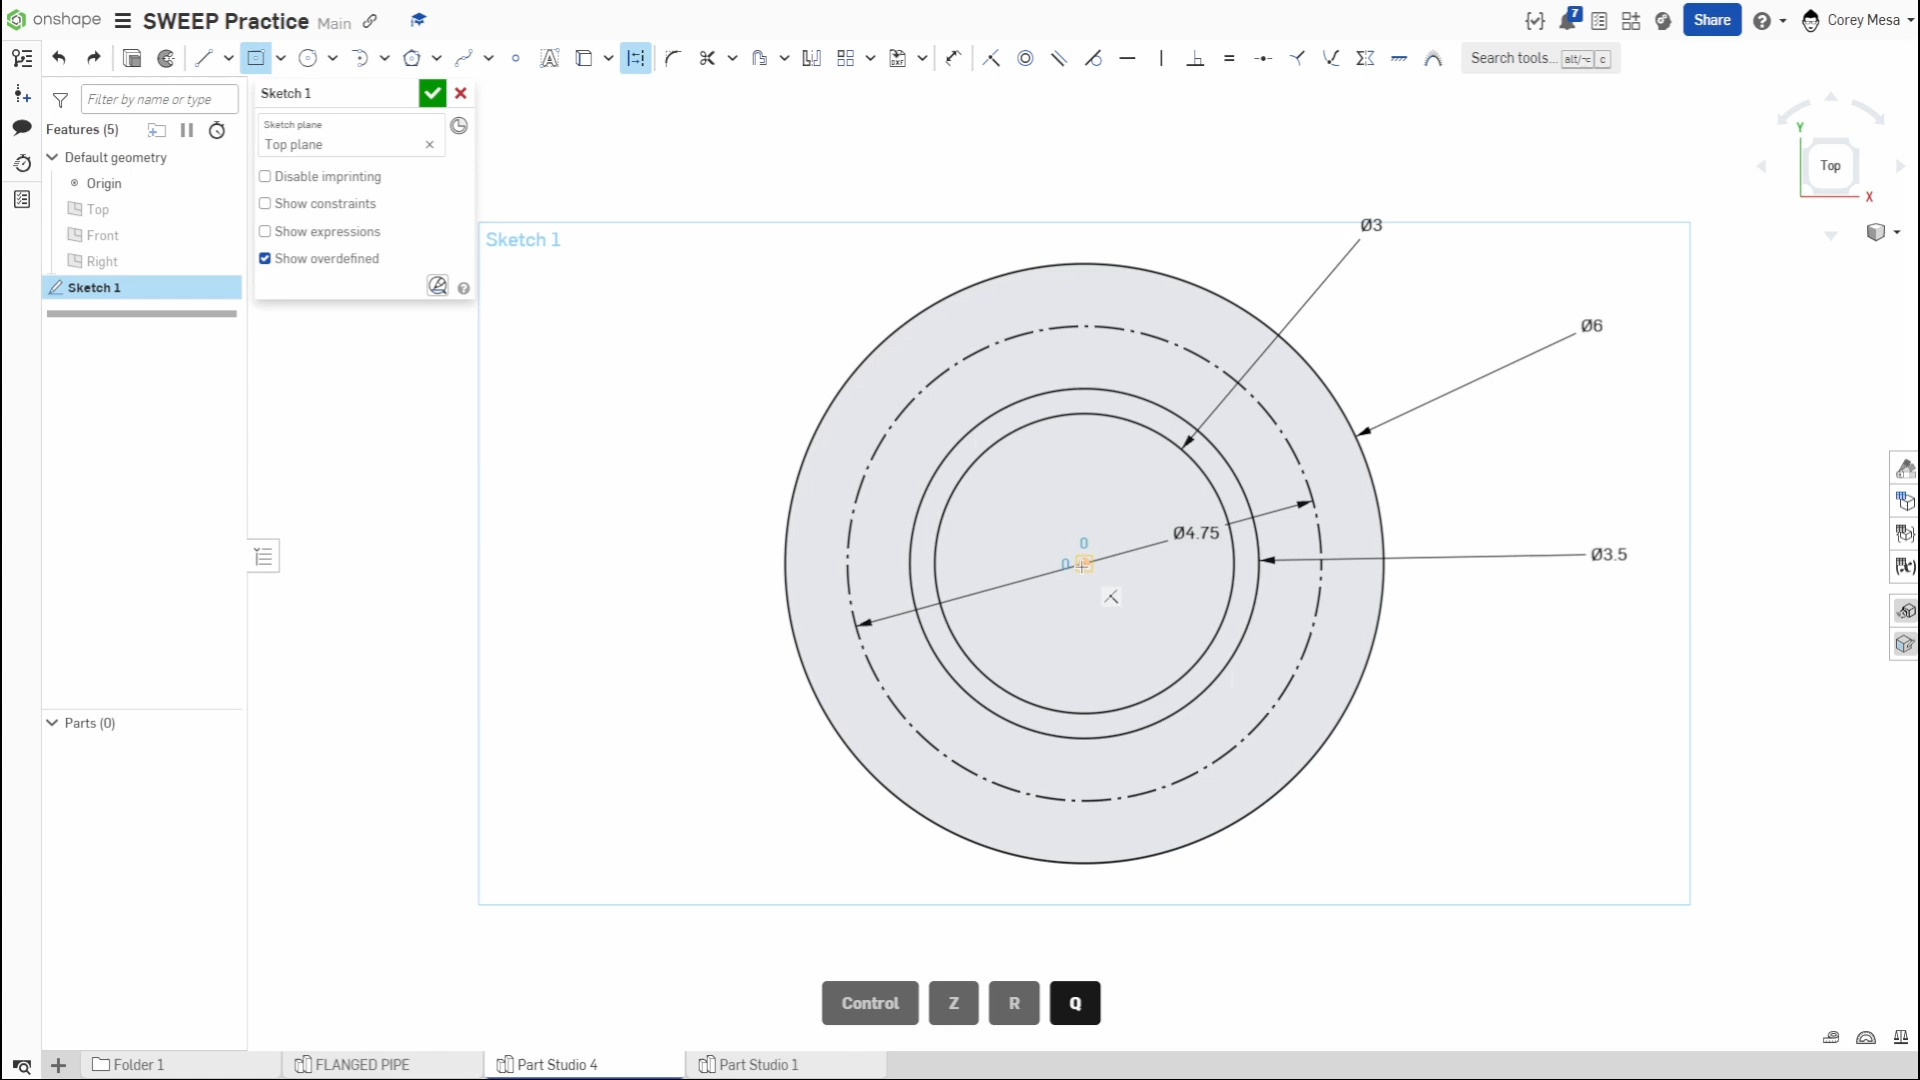 onshape SWEEP Practice Main 7 Share Corey Mesa
Search tools... alt/⌥ c
Filter by name or type
Features (5)
Default geometry
Origin
Top
Front
Right
Sketch 1
Parts (0)
Sketch 1
Sketch plane
Top plane
Disable imprinting
Show constraints
Show expressions
Show overdefined
Sketch 1
Ø3
Ø6
Ø4.75
Ø3.5
0
0
Y
Top
X
Control Z R Q
Folder 1 FLANGED PIPE Part Studio 4 Part Studio 1